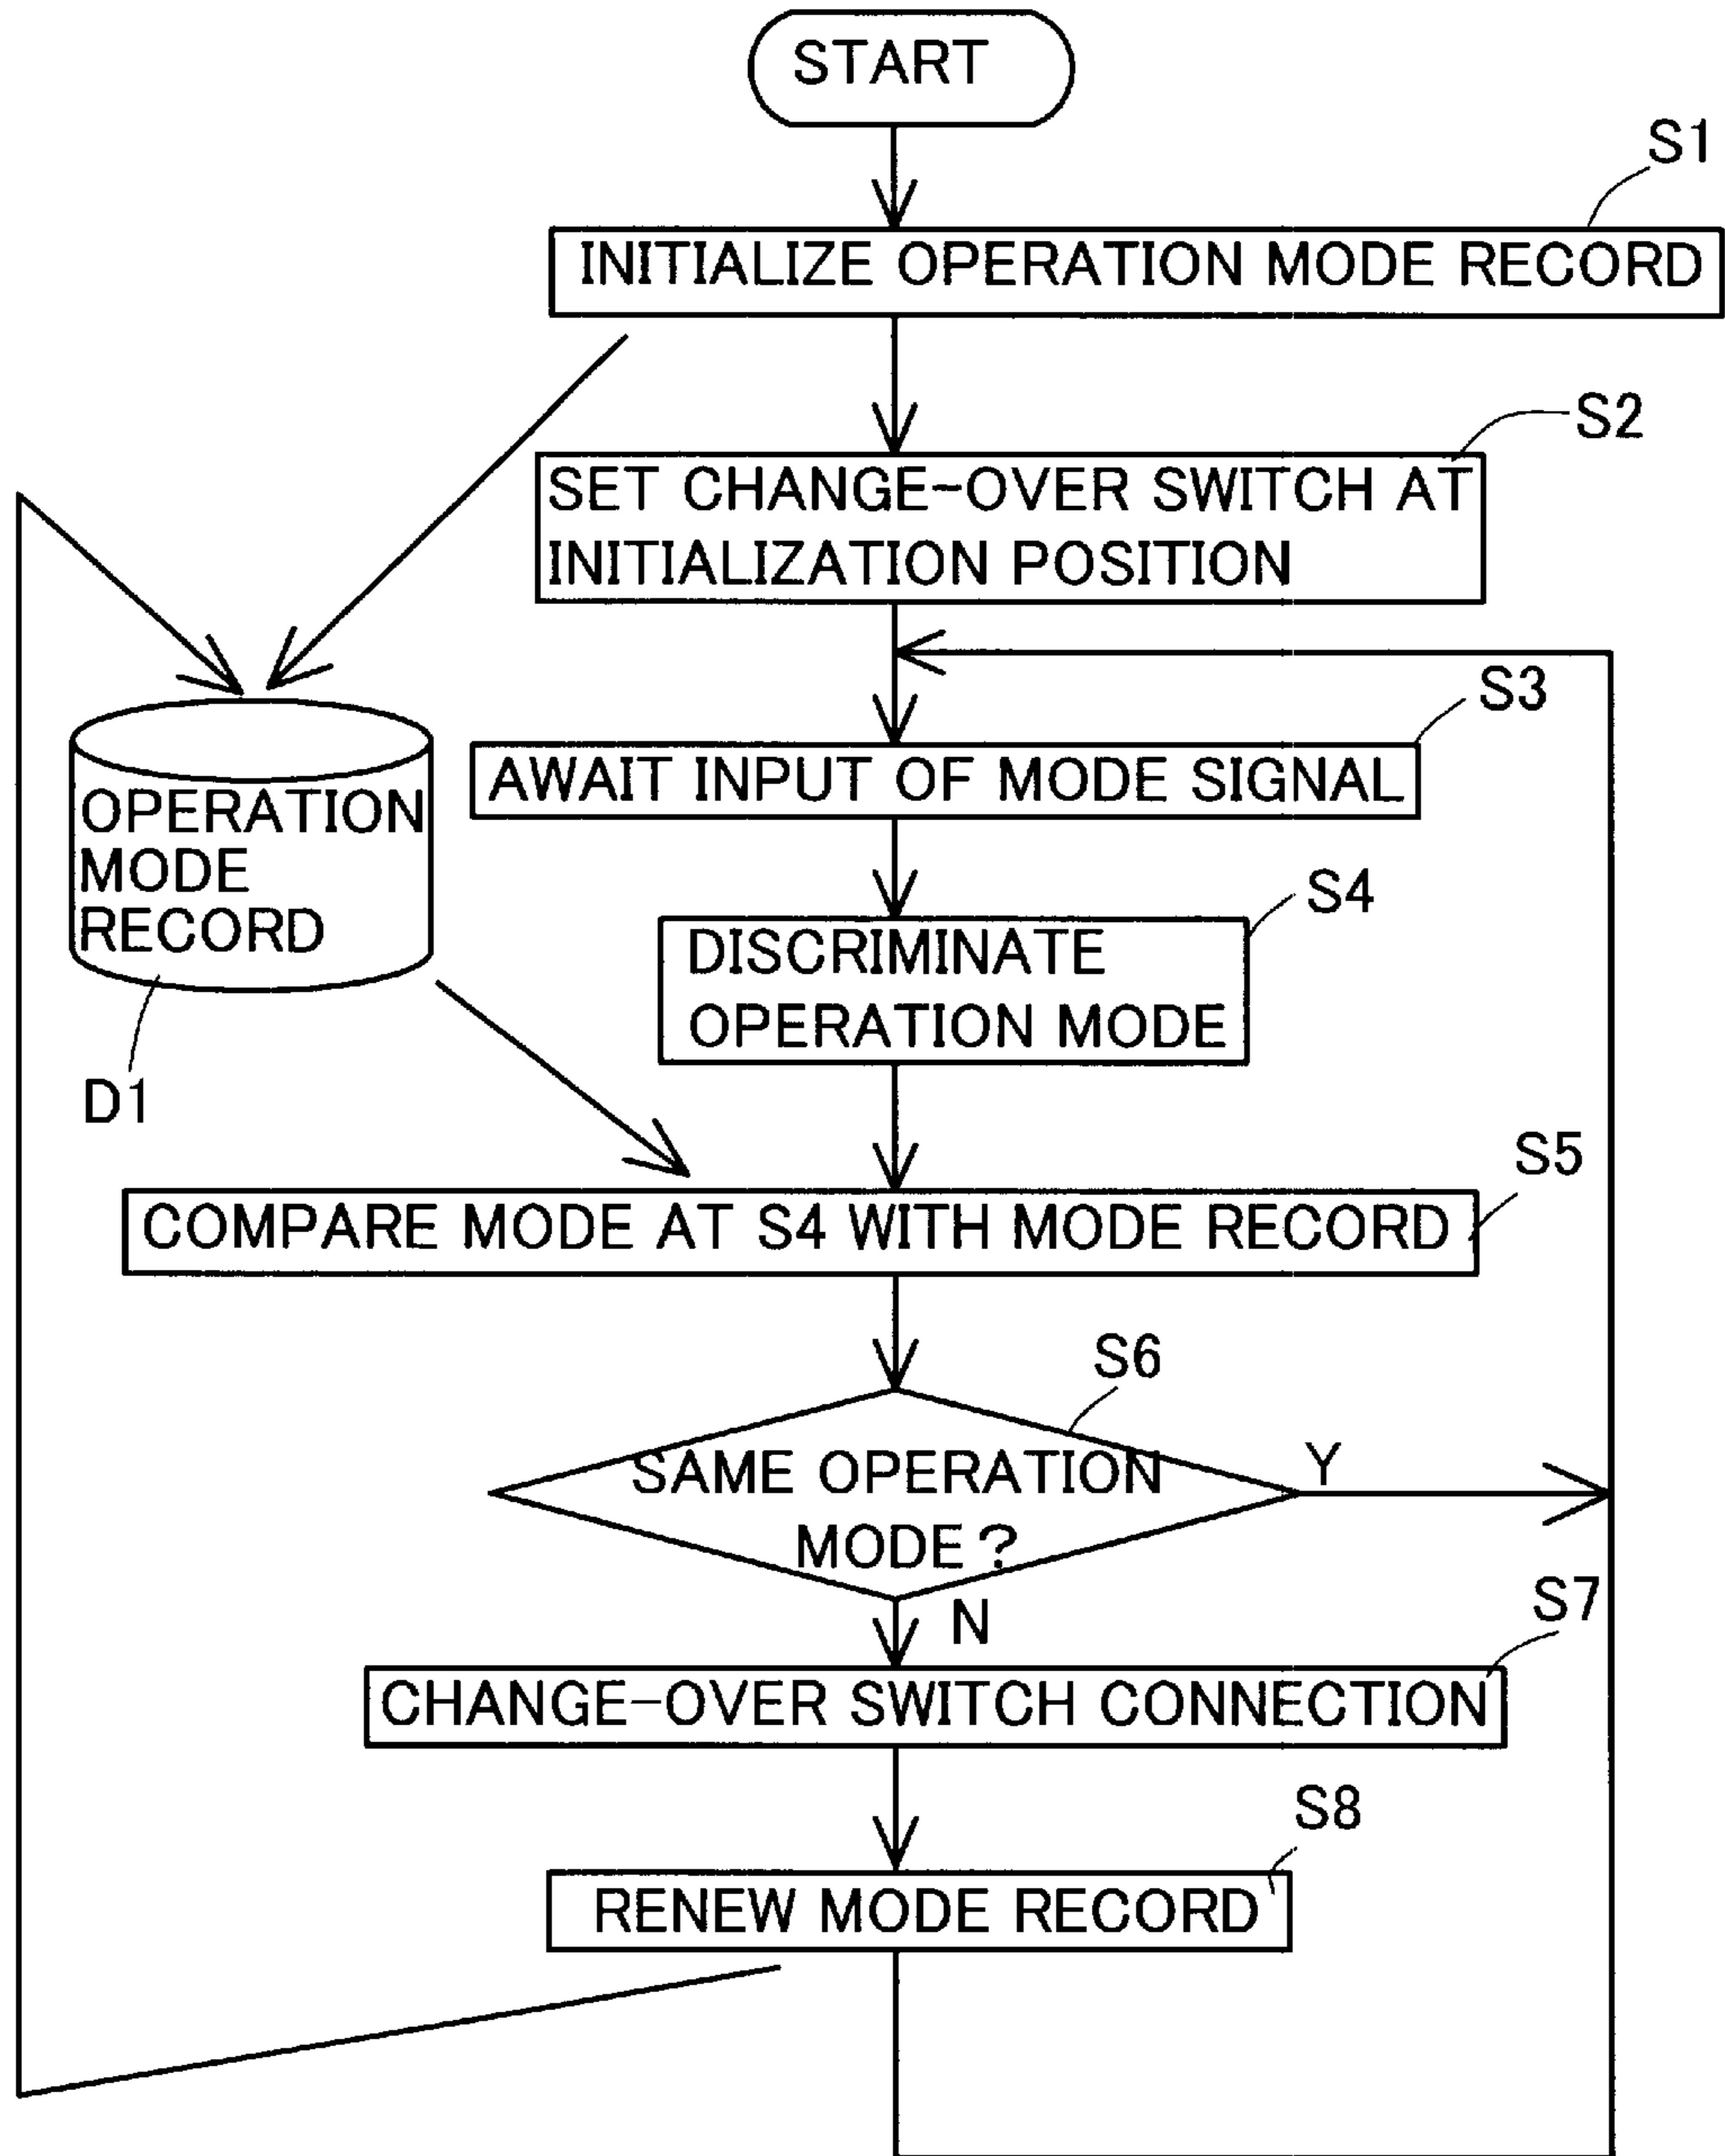 START
S1
INITIALIZE OPERATION MODE RECORD
S2
SET CHANGE-OVER SWITCH AT
INITIALIZATION POSITION
S3
AWAIT INPUT OF MODE SIGNAL
OPERATION
MODE
RECORD
D1
S4
DISCRIMINATE
OPERATION MODE
S5
COMPARE MODE AT S4 WITH MODE RECORD
S6
SAME OPERATION
MODE?
Y
N
S7
CHANGE-OVER SWITCH CONNECTION
S8
RENEW MODE RECORD